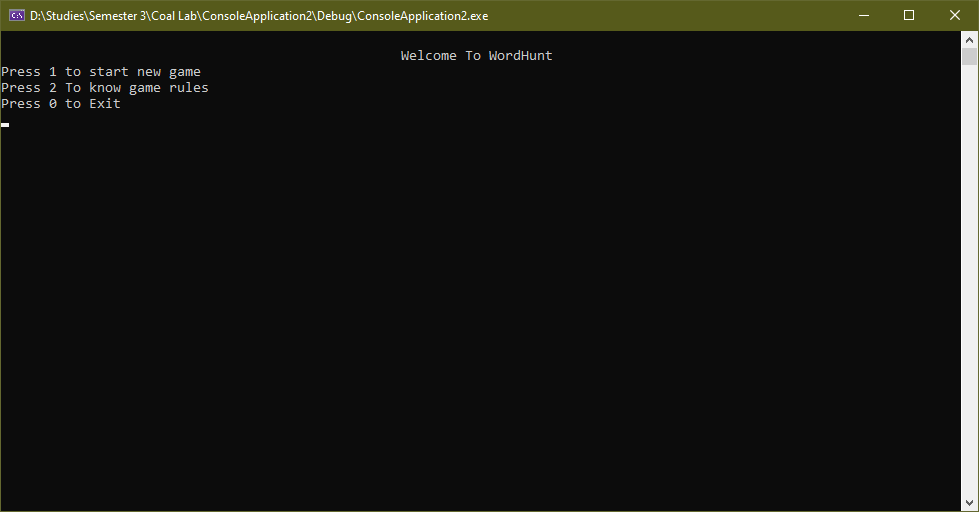 D:\Studies\Semester 3\Coal Lab\ConsoleApplication2\Debug\ConsoleApplication2.exe
Welcome To WordHunt
Press 1 to start new game
Press 2 To know game rules
Press 0 to Exit